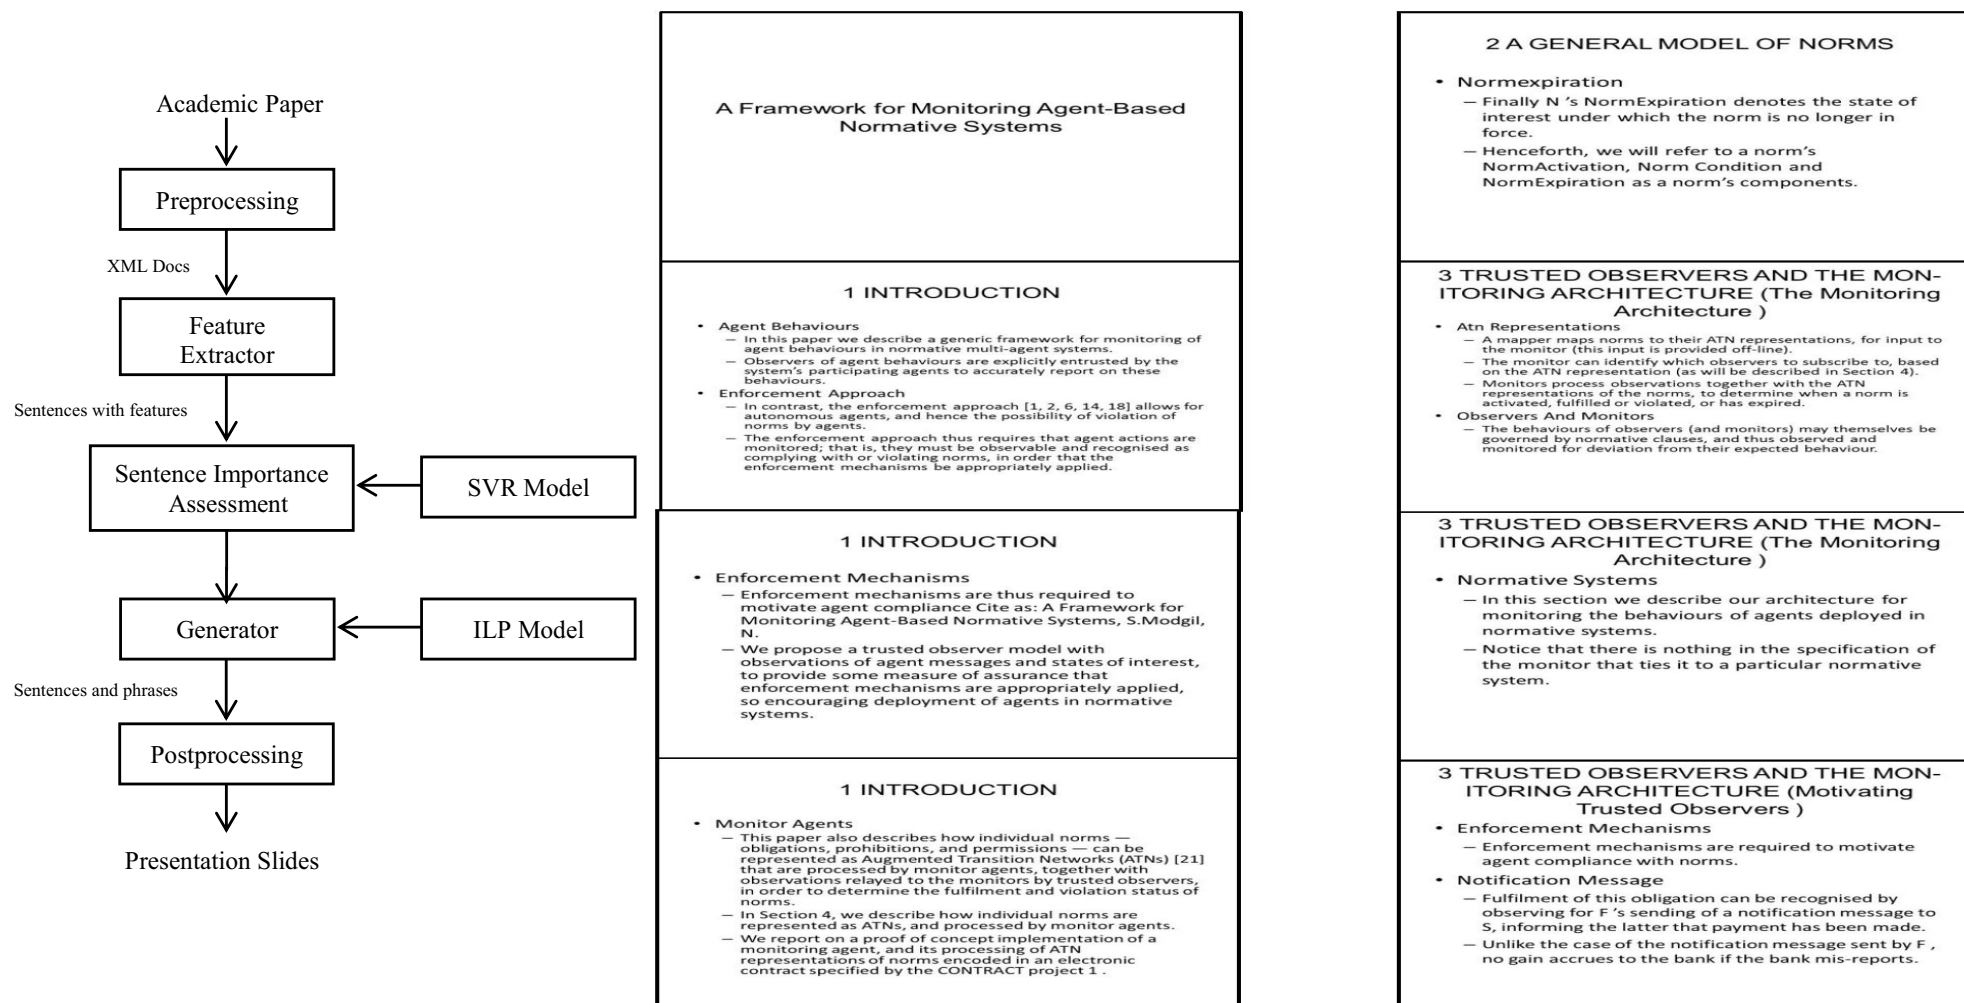 Academic Paper
Preprocessing
XML Docs
Feature
Extractor
Sentences with features
Sentence Importance
Assessment
SVR Model
Generator
ILP Model
Sentences and phrases
Postprocessing
Presentation Slides
A Framework for Monitoring Agent-Based
Normative Systems
1 INTRODUCTION
• Agent Behaviours
– In this paper we describe a generic framework for monitoring of
agent behaviours in normative multi-agent systems.
– Observers of agent behaviours are explicitly entrusted by the
system's participating agents to accurately report on these
behaviours.
• Enforcement Approach
– In contrast, the enforcement approach [1, 2, 6, 14, 18] allows for
autonomous agents, and hence the possibility of violation of
norms by agents.
– The enforcement approach thus requires that agent actions are
monitored; that is, they must be observable and recognised as
complying with or violating norms, in order that the
enforcement mechanisms be appropriately applied.
1 INTRODUCTION
• Enforcement Mechanisms
– Enforcement mechanisms are thus required to
motivate agent compliance Cite as: A Framework for
Monitoring Agent-Based Normative Systems, S.Modgil,
N.
– We propose a trusted observer model with
observations of agent messages and states of interest,
to provide some measure of assurance that
enforcement mechanisms are appropriately applied,
so encouraging deployment of agents in normative
systems.
1 INTRODUCTION
• Monitor Agents
– This paper also describes how individual norms —
obligations, prohibitions, and permissions — can be
represented as Augmented Transition Networks (ATNs) [21]
that are processed by monitor agents, together with
observations relayed to the monitors by trusted observers,
in order to determine the fulfilment and violation status of
norms.
– In Section 4, we describe how individual norms are
represented as ATNs, and processed by monitor agents.
– We report on a proof of concept implementation of a
monitoring agent, and its processing of ATN
representations of norms encoded in an electronic
contract specified by the CONTRACT project 1 .
2 A GENERAL MODEL OF NORMS
• Normexpiration
– Finally N 's NormExpiration denotes the state of
interest under which the norm is no longer in
force.
– Henceforth, we will refer to a norm's
NormActivation, Norm Condition and
NormExpiration as a norm's components.
3 TRUSTED OBSERVERS AND THE MON-
ITORING ARCHITECTURE (The Monitoring
Architecture )
• Atn Representations
– A mapper maps norms to their ATN representations, for input to
the monitor (this input is provided off-line).
– The monitor can identify which observers to subscribe to, based
on the ATN representation (as will be described in Section 4).
– Monitors process observations together with the ATN
representations of the norms, to determine when a norm is
activated, fulfilled or violated, or has expired.
• Observers And Monitors
– The behaviours of observers (and monitors) may themselves be
governed by normative clauses, and thus observed and
monitored for deviation from their expected behaviour.
3 TRUSTED OBSERVERS AND THE MON-
ITORING ARCHITECTURE (The Monitoring
Architecture )
• Normative Systems
– In this section we describe our architecture for
monitoring the behaviours of agents deployed in
normative systems.
– Notice that there is nothing in the specification of
the monitor that ties it to a particular normative
system.
3 TRUSTED OBSERVERS AND THE MON-
ITORING ARCHITECTURE (Motivating
Trusted Observers )
• Enforcement Mechanisms
– Enforcement mechanisms are required to motivate
agent compliance with norms.
• Notification Message
– Fulfilment of this obligation can be recognised by
observing for F 's sending of a notification message to
S, informing the latter that payment has been made.
– Unlike the case of the notification message sent by F ,
no gain accrues to the bank if the bank mis-reports.